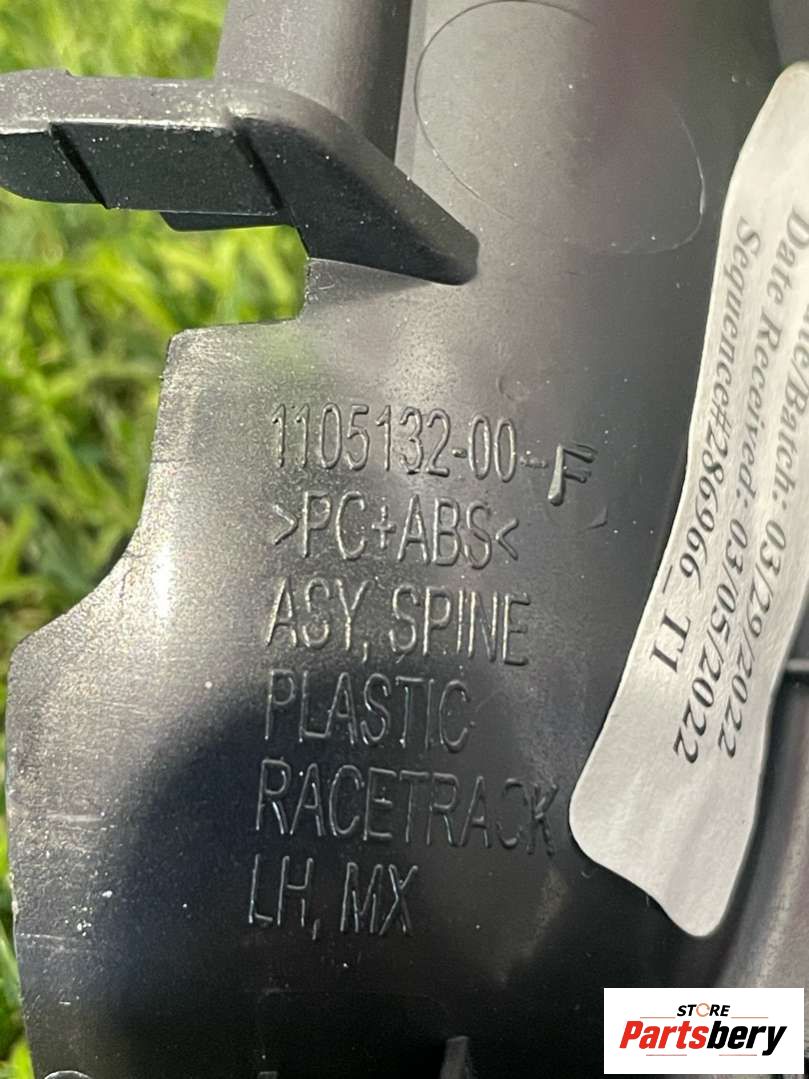 1105132-00-F
>PC+ABS<
ASY, SPINE
PLASTIC
RACETRACK
LH, MX
/Batch: 03/29/2022
Date Received: 03/05/2022
Sequence#286966_T1
STORE
Partsbery